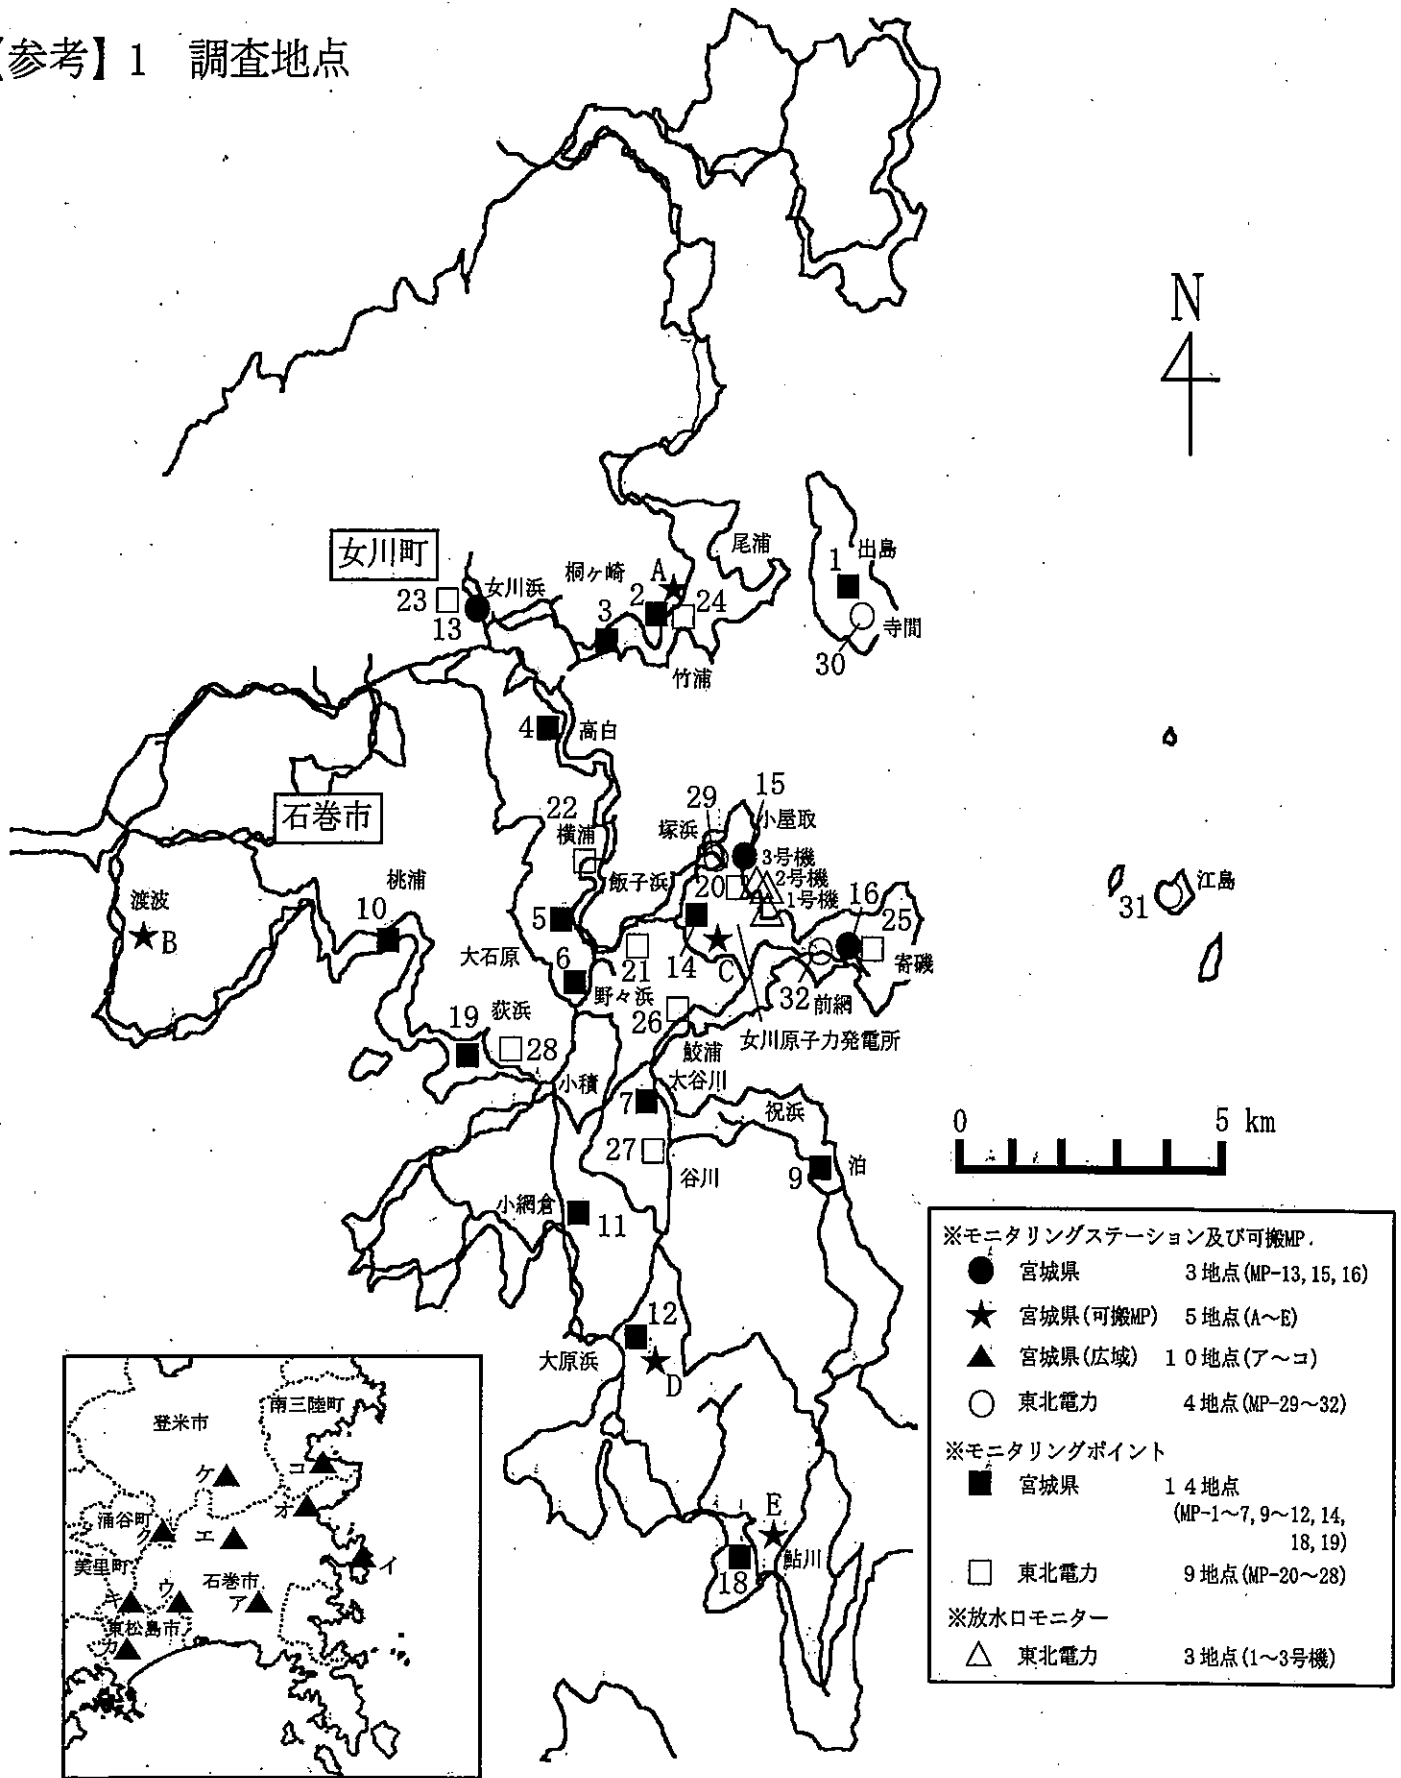 【参考】1　調査地点
N
女川町
23
13
女川浜
桐ヶ崎
A
尾浦
1
出島
2
24
3
30
寺間
竹浦
4
高白
石巻市
22
横浦
29
15
塚浜
小屋取
3号機
2号機
1号機
20
飯子浜
16
25
31
江島
渡波
B
桃浦
10
5
大石原
6
21
14
C
寄磯
32
前網
野々浜
26
19
荻浜
28
女川原子力発電所
鮫浦
小積
大谷川
7
祝浜
27
谷川
9
泊
0
5 km
小網倉
11
12
大原浜
D
E
18
鮎川
※モニタリングステーション及び可搬MP
宮城県 3地点(MP-13,15,16)
宮城県(可搬MP) 5地点(A～E)
宮城県(広域) 10地点(ア～コ)
東北電力 4地点(MP-29～32)
※モニタリングポイント
宮城県 14地点
(MP-1～7,9～12,14,
18,19)
東北電力 9地点(MP-20～28)
※放水口モニター
東北電力 3地点(1～3号機)
登米市
南三陸町
ケ
コ
オ
涌谷町
ク
エ
イ
美里町
石巻市
キ
ウ
ア
東松島市
カ